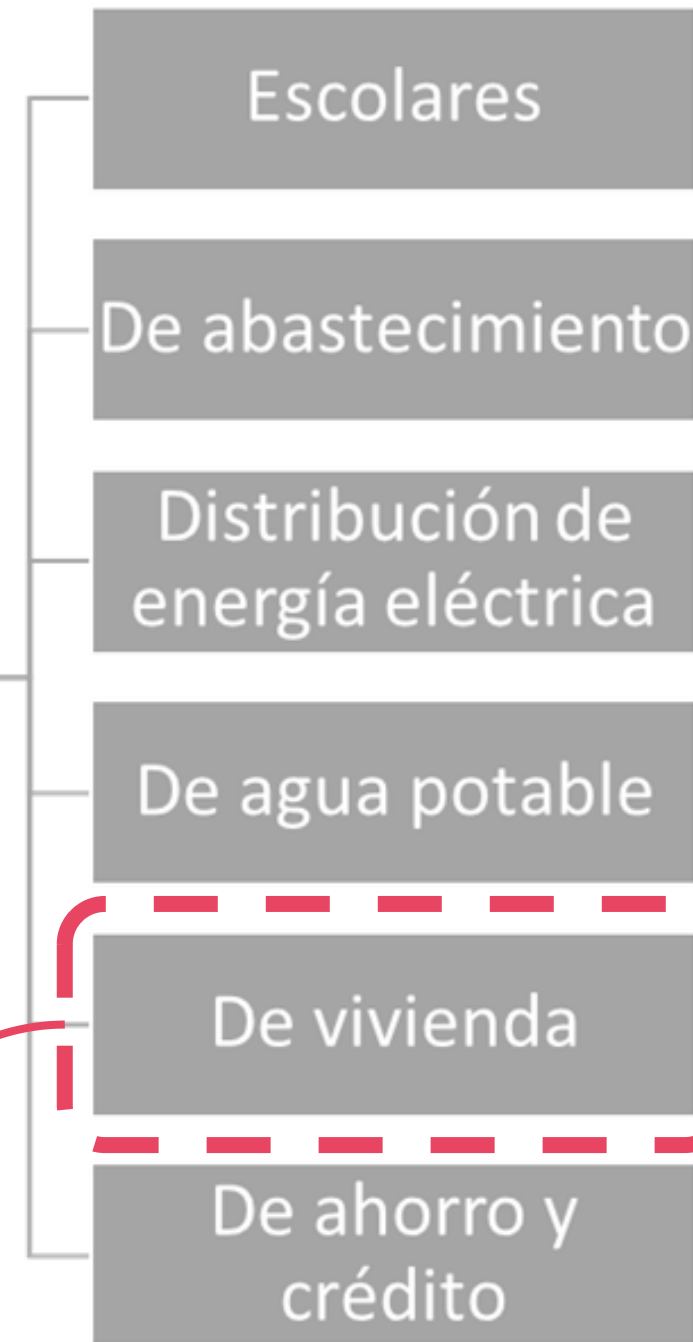 Escolares
De abastecimiento
Distribución de
energía eléctrica
De agua potable
De vivienda
De ahorro y
crédito